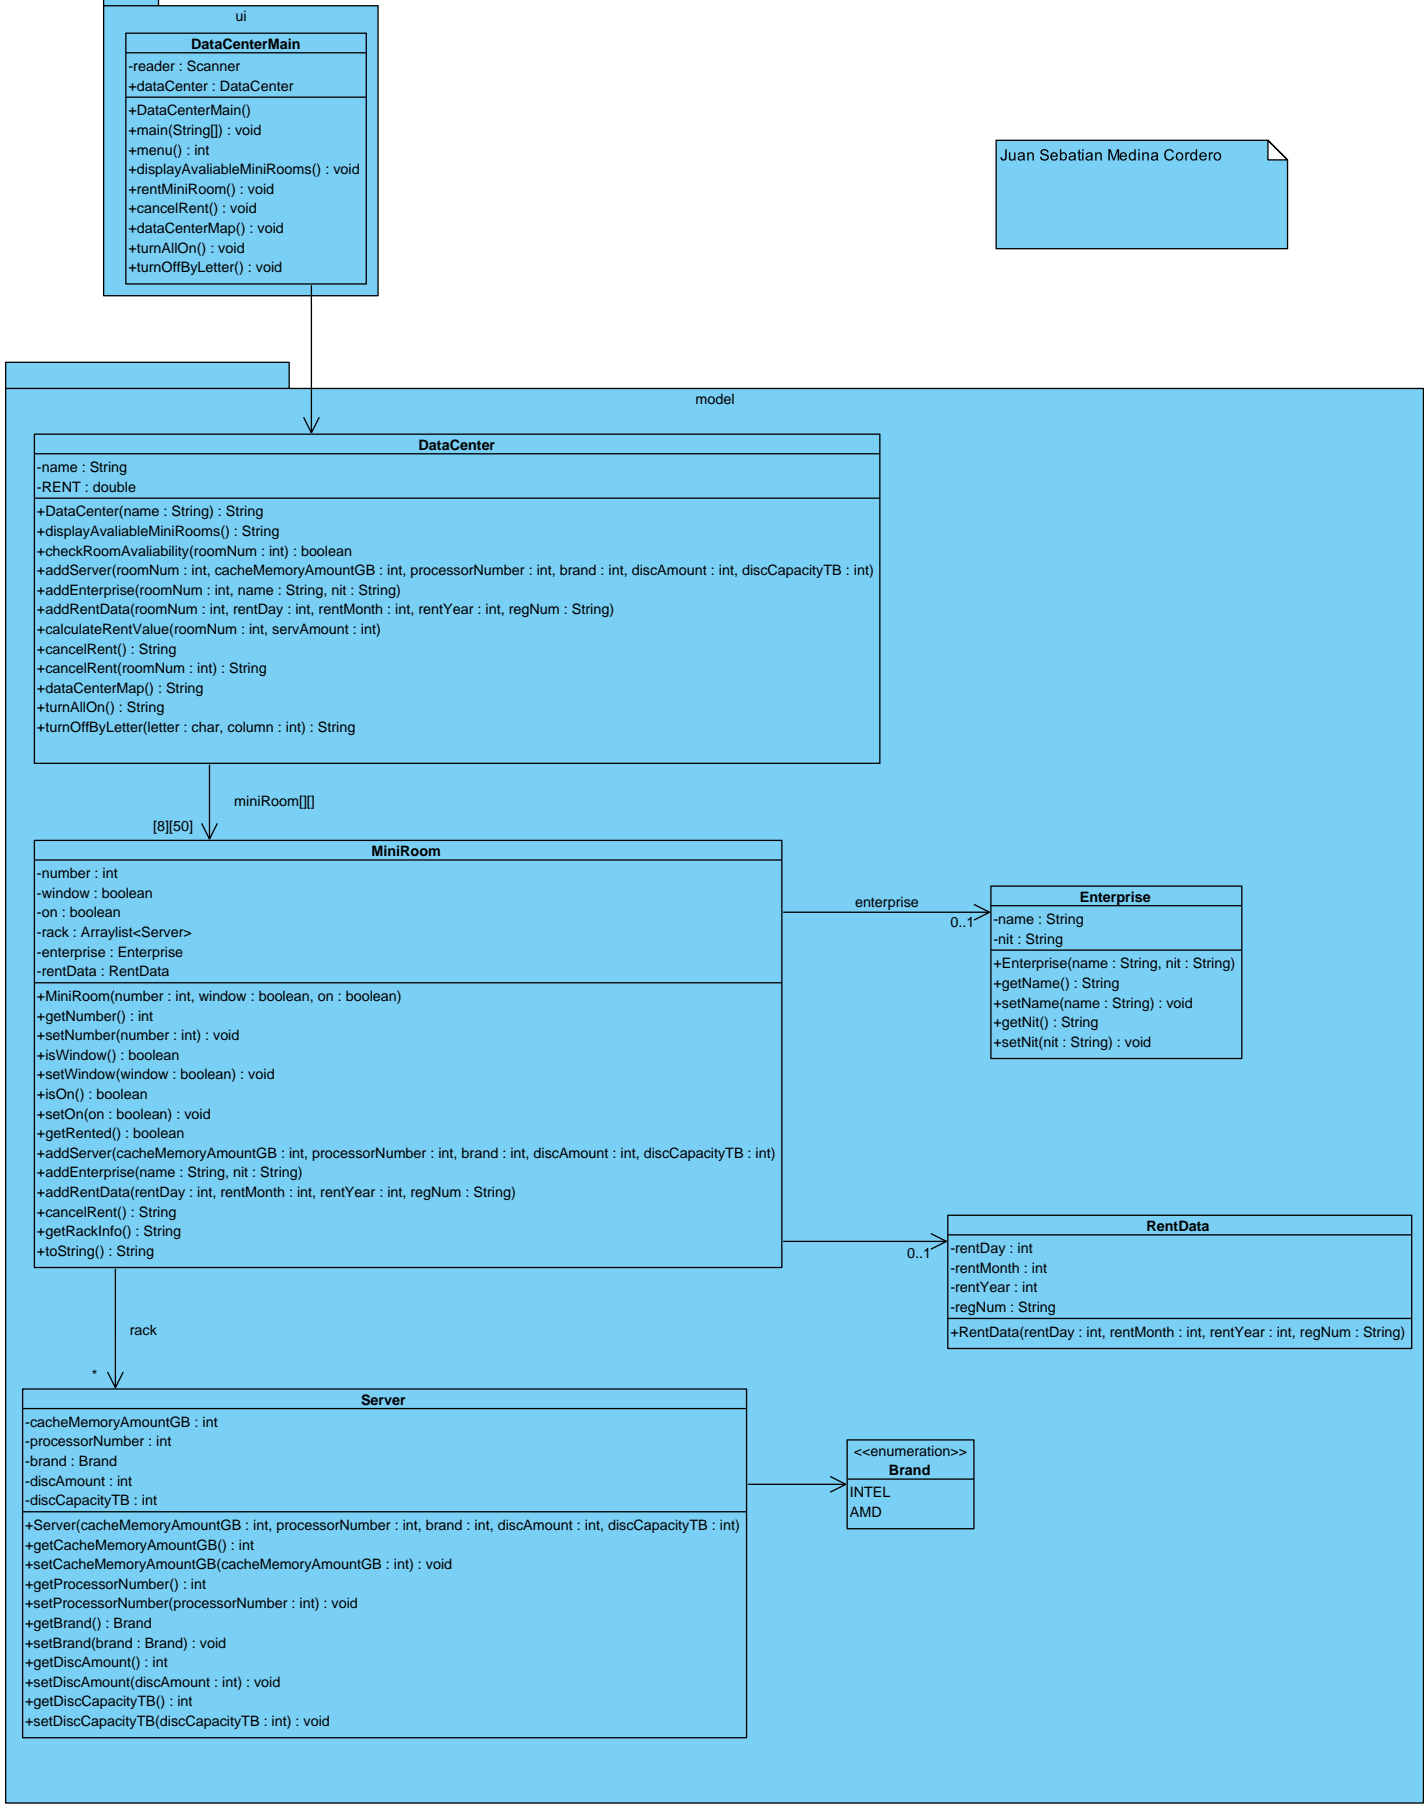 ui
DataCenterMain
-reader : Scanner
+dataCenter : DataCenter
+DataCenterMain()
+main(String[]) : void
+menu() : int
+displayAvaliableMiniRooms() : void
+rentMiniRoom() : void
+cancelRent() : void
+dataCenterMap() : void
+turnAllOn() : void
+turnOffByLetter() : void
Juan Sebatian Medina Cordero
model
DataCenter
-name : String
-RENT : double
+DataCenter(name : String) : String
+displayAvaliableMiniRooms() : String
+checkRoomAvaliability(roomNum : int) : boolean
+addServer(roomNum : int, cacheMemoryAmountGB : int, processorNumber : int, brand : int, discAmount : int, discCapacityTB : int)
+addEnterprise(roomNum : int, name : String, nit : String)
+addRentData(roomNum : int, rentDay : int, rentMonth : int, rentYear : int, regNum : String)
+calculateRentValue(roomNum : int, servAmount : int)
+cancelRent() : String
+cancelRent(roomNum : int) : String
+dataCenterMap() : String
+turnAllOn() : String
+turnOffByLetter(letter : char, column : int) : String
miniRoom[][]
[8][50]
MiniRoom
-number : int
-window : boolean
-on : boolean
-rack : Arraylist<Server>
-enterprise : Enterprise
-rentData : RentData
+MiniRoom(number : int, window : boolean, on : boolean)
+getNumber() : int
+setNumber(number : int) : void
+isWindow() : boolean
+setWindow(window : boolean) : void
+isOn() : boolean
+setOn(on : boolean) : void
+getRented() : boolean
+addServer(cacheMemoryAmountGB : int, processorNumber : int, brand : int, discAmount : int, discCapacityTB : int)
+addEnterprise(name : String, nit : String)
+addRentData(rentDay : int, rentMonth : int, rentYear : int, regNum : String)
+cancelRent() : String
+getRackInfo() : String
+toString() : String
enterprise
0..1
Enterprise
-name : String
-nit : String
+Enterprise(name : String, nit : String)
+getName() : String
+setName(name : String) : void
+getNit() : String
+setNit(nit : String) : void
0..1
RentData
-rentDay : int
-rentMonth : int
-rentYear : int
-regNum : String
+RentData(rentDay : int, rentMonth : int, rentYear : int, regNum : String)
rack
*
Server
-cacheMemoryAmountGB : int
-processorNumber : int
-brand : Brand
-discAmount : int
-discCapacityTB : int
+Server(cacheMemoryAmountGB : int, processorNumber : int, brand : int, discAmount : int, discCapacityTB : int)
+getCacheMemoryAmountGB() : int
+setCacheMemoryAmountGB(cacheMemoryAmountGB : int) : void
+getProcessorNumber() : int
+setProcessorNumber(processorNumber : int) : void
+getBrand() : Brand
+setBrand(brand : Brand) : void
+getDiscAmount() : int
+setDiscAmount(discAmount : int) : void
+getDiscCapacityTB() : int
+setDiscCapacityTB(discCapacityTB : int) : void
<<enumeration>>
Brand
INTEL
AMD